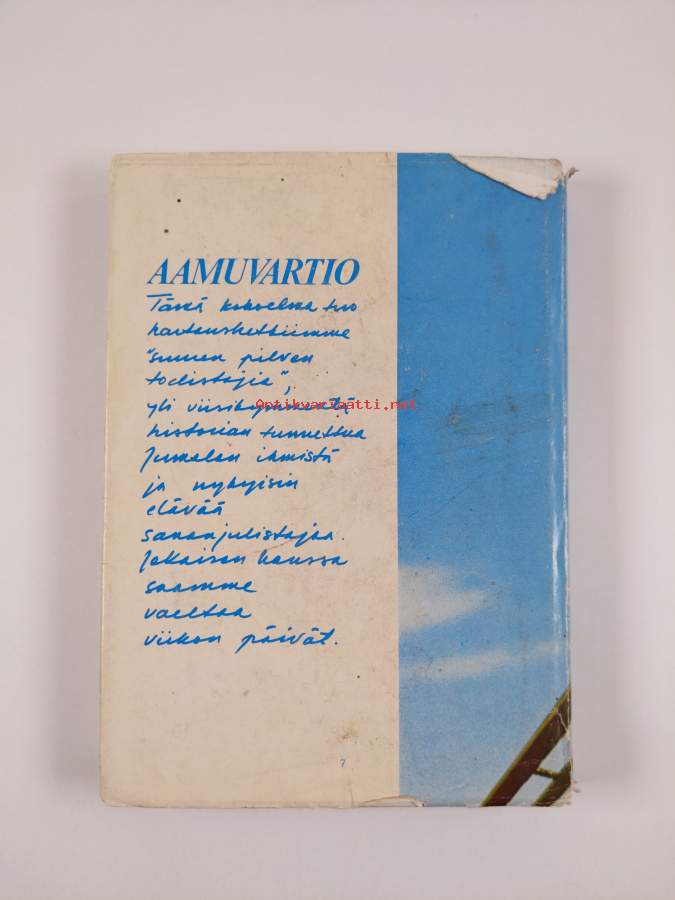 AAMUVARTIO
Tämä kokoelma tuo
hartaushetkiimme
"suuren pilven
todistajia",
yli viisikymmentä
Antikvariaatti.net
historian tunnettua
Jumalan ihmistä
ja nykyisin
elävää
sananjulistajaa.
Jokaisen kanssa
saamme
vaeltaa
viikon päivät.